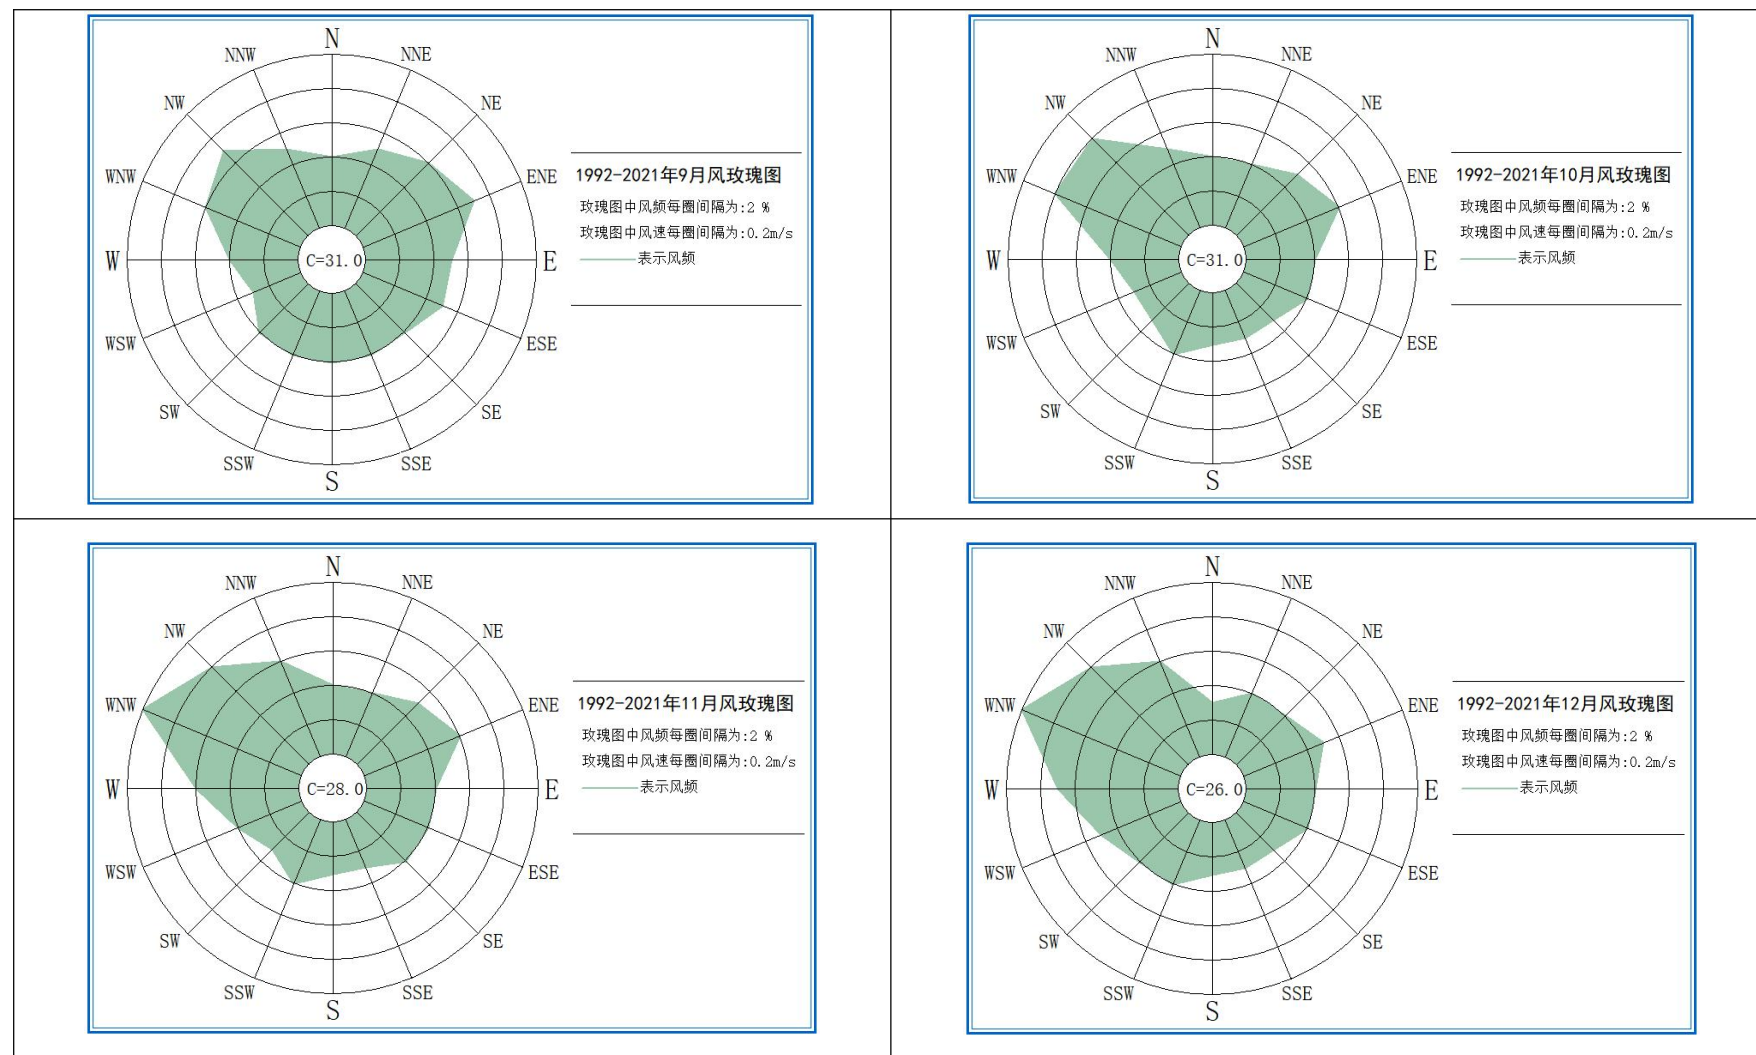 N
NNW
NNE
NW
NE
WNW
ENE
W
C=31.0
E
WSW
ESE
SW
SE
SSW
SSE
S
1992-2021年9月风玫瑰图
玫瑰图中风频每圈间隔为:2 %
玫瑰图中风速每圈间隔为:0.2m/s
表示风频
N
NNW
NNE
NW
NE
WNW
ENE
W
C=31.0
E
WSW
ESE
SW
SE
SSW
SSE
S
1992-2021年10月风玫瑰图
玫瑰图中风频每圈间隔为:2 %
玫瑰图中风速每圈间隔为:0.2m/s
表示风频
N
NNW
NNE
NW
NE
WNW
ENE
W
C=28.0
E
WSW
ESE
SW
SE
SSW
SSE
S
1992-2021年11月风玫瑰图
玫瑰图中风频每圈间隔为:2 %
玫瑰图中风速每圈间隔为:0.2m/s
表示风频
N
NNW
NNE
NW
NE
WNW
ENE
W
C=26.0
E
WSW
ESE
SW
SE
SSW
SSE
S
1992-2021年12月风玫瑰图
玫瑰图中风频每圈间隔为:2 %
玫瑰图中风速每圈间隔为:0.2m/s
表示风频